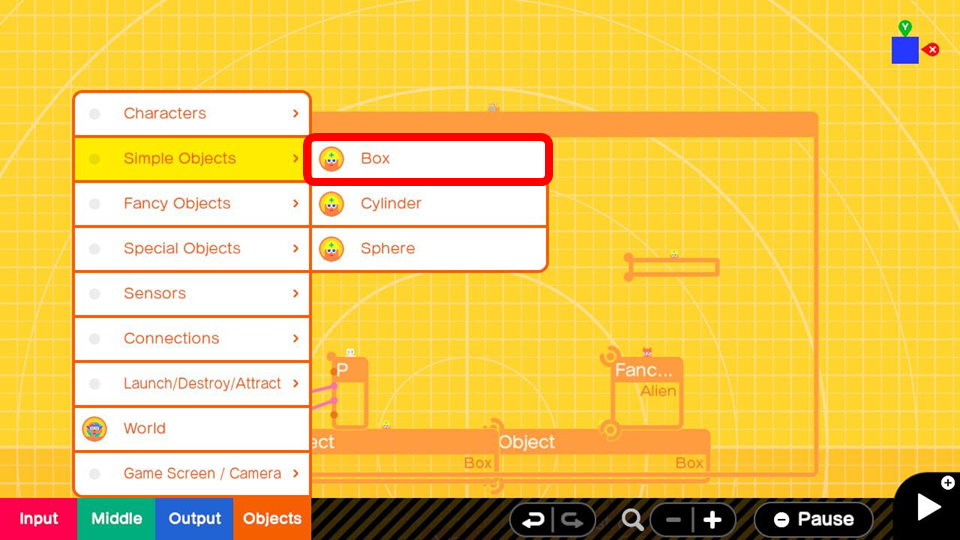 Y
X
Characters
Simple Objects
Box
Fancy Objects
Cylinder
Special Objects
Sphere
Sensors
Connections
P
Fanc...
Launch/Destroy/Attract
Alien
World
ect
Object
Game Screen / Camera
Box
Box
Input
Middle
Output
Objects
Pause